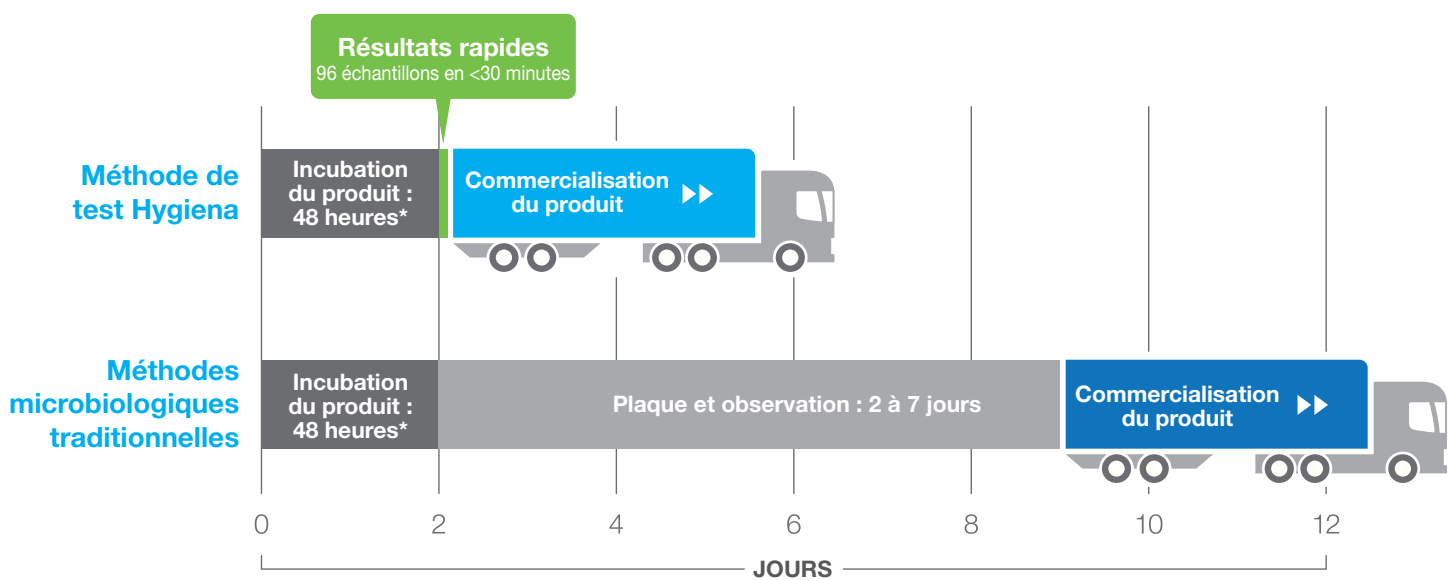 Résultats rapides
96 échantillons en <30 minutes
Méthode de
test Hygiena
Incubation
du produit :
48 heures*
Commercialisation
du produit
Méthodes
microbiologiques
traditionnelles
Incubation
du produit :
48 heures*
Plaque et observation : 2 à 7 jours
Commercialisation
du produit
0 2 4 6 8 10 12
JOURS